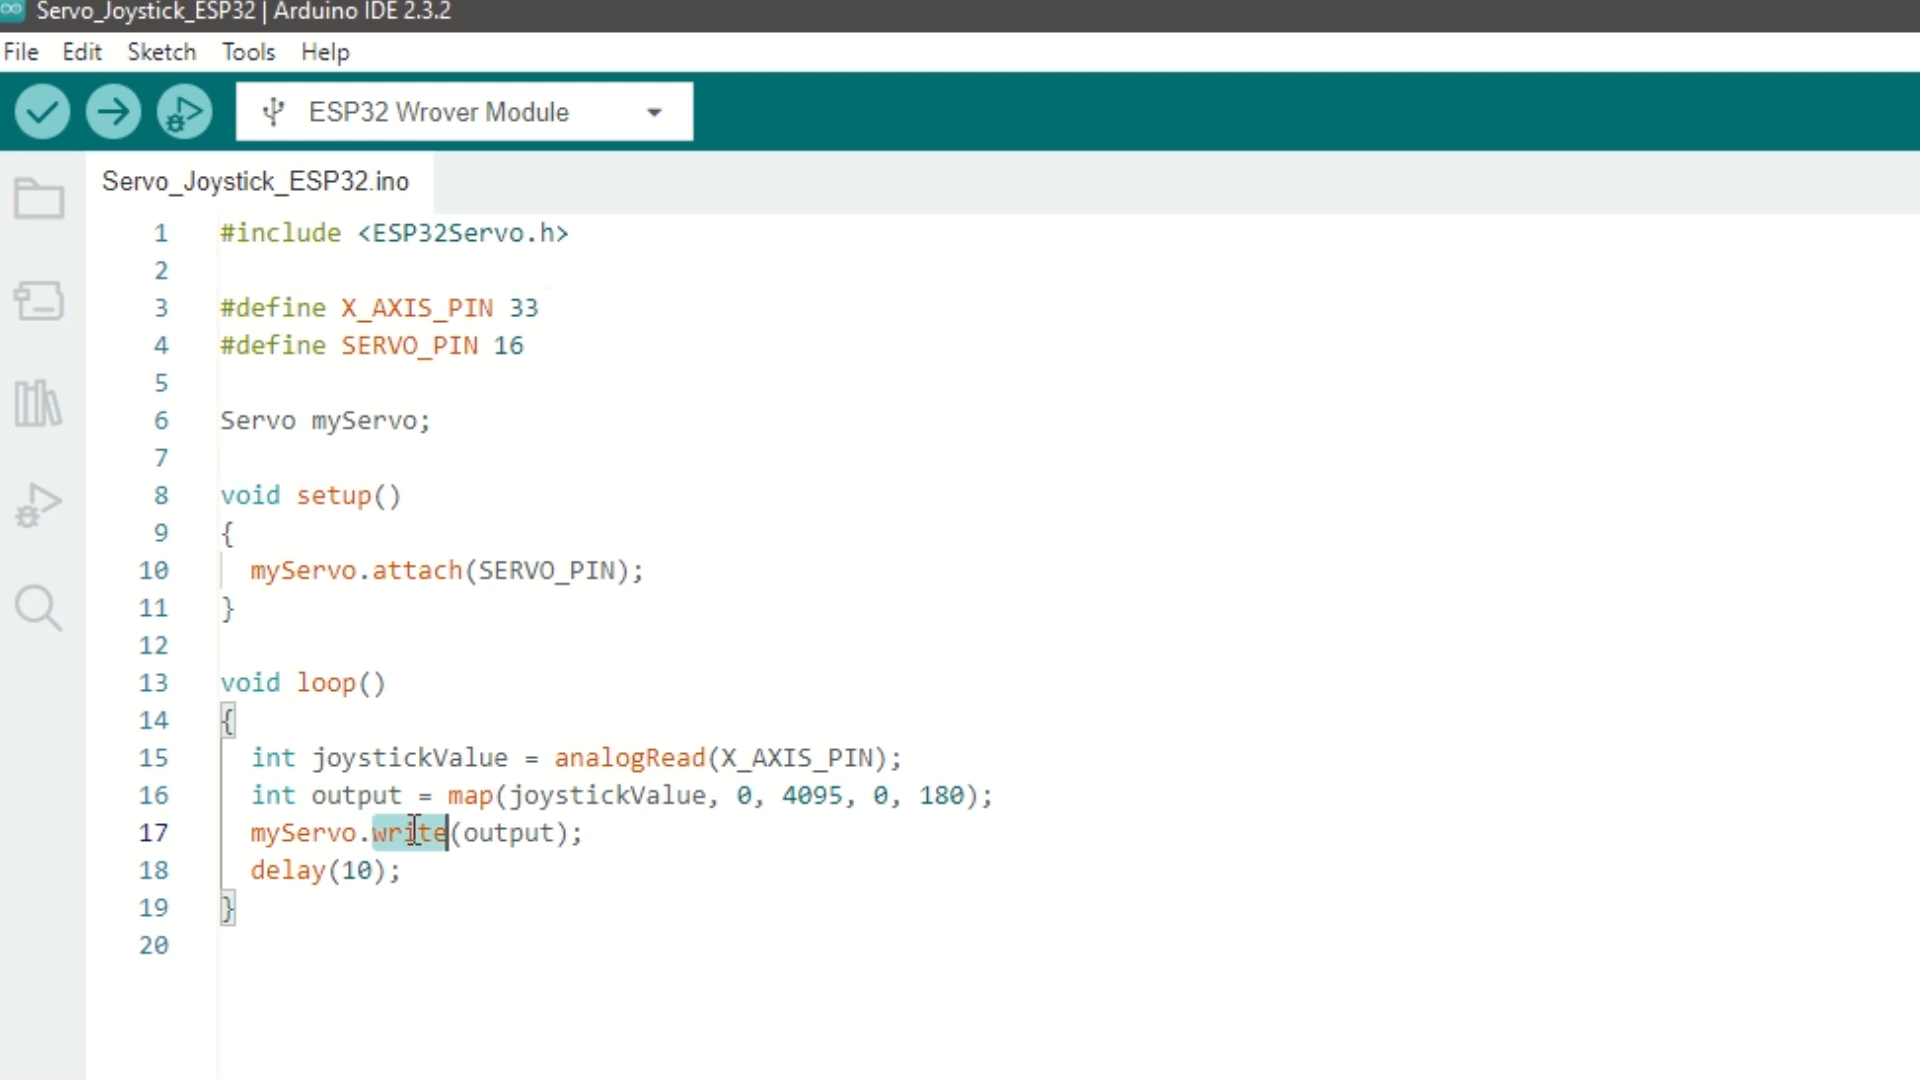 Servo_Joystick_ESP32 | Arduino IDE 2.3.2
File Edit Sketch Tools Help
ESP32 Wrover Module
Servo_Joystick_ESP32.ino
1 #include <ESP32Servo.h>
2
3 #define X_AXIS_PIN 33
4 #define SERVO_PIN 16
5
6 Servo myServo;
7
8 void setup()
9 {
10 myServo.attach(SERVO_PIN);
11 }
12
13 void loop()
14 {
15 int joystickValue = analogRead(X_AXIS_PIN);
16 int output = map(joystickValue, 0, 4095, 0, 180);
17 myServo.write(output);
18 delay(10);
19 }
20